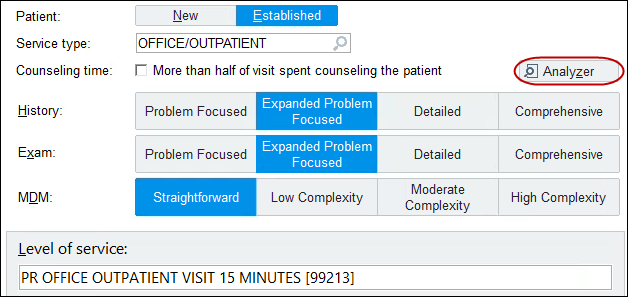 Patient: New Established
Service type: OFFICE/OUTPATIENT
Counseling time: More than half of visit spent counseling the patient Analyzer
History: Problem Focused Expanded Problem Focused Detailed Comprehensive
Exam: Problem Focused Expanded Problem Focused Detailed Comprehensive
MDM: Straightforward Low Complexity Moderate Complexity High Complexity
Level of service:
PR OFFICE OUTPATIENT VISIT 15 MINUTES [99213]